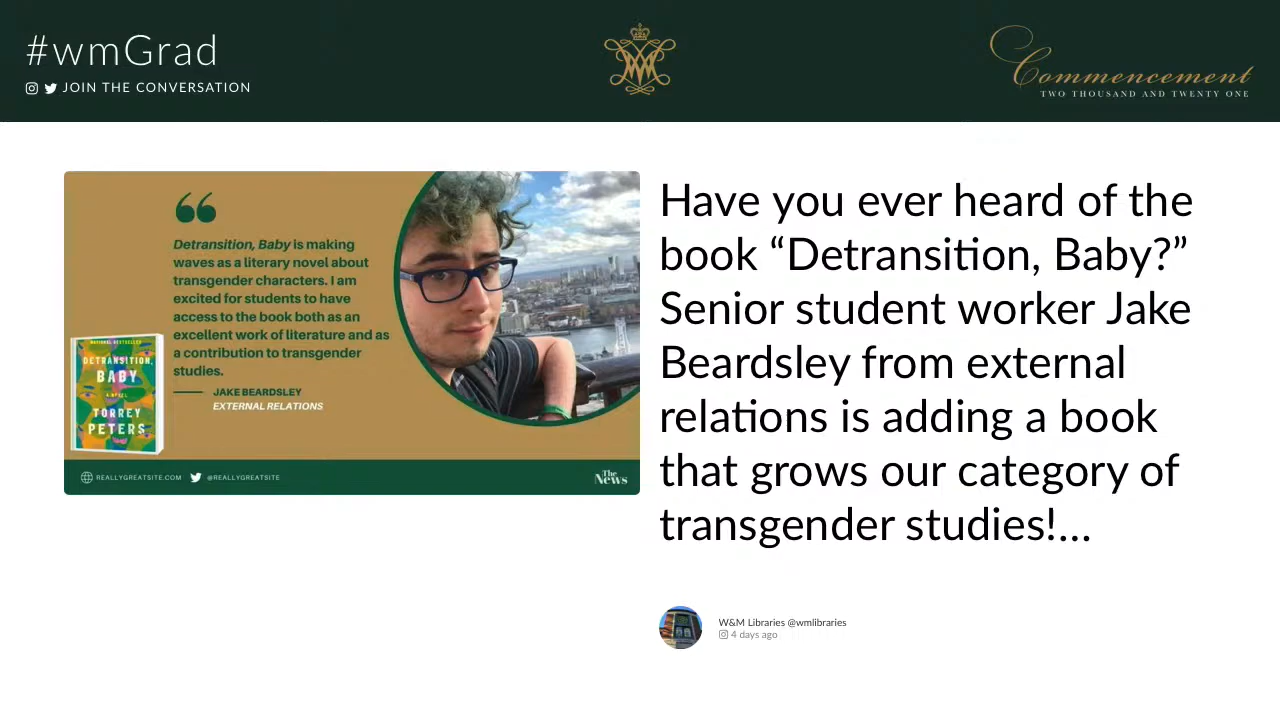 #wmGrad
JOIN THE CONVERSATION
Commencement
TWO THOUSAND AND TWENTY ONE
Detransition, Baby is making
waves as a literary novel about
transgender characters. I am
excited for students to have
access to the book both as an
excellent work of literature and as
a contribution to transgender
studies.
JAKE BEARDSLEY
EXTERNAL RELATIONS
NATIONAL BESTSELLER
DETRANSITION,
BABY
A NOVEL
TORREY
PETERS
REALLYGREATSITE.COM @REALLYGREATSITE
The
News
Have you ever heard of the
book “Detransition, Baby?”
Senior student worker Jake
Beardsley from external
relations is adding a book
that grows our category of
transgender studies!...
W&M Libraries @wmlibraries
4 days ago